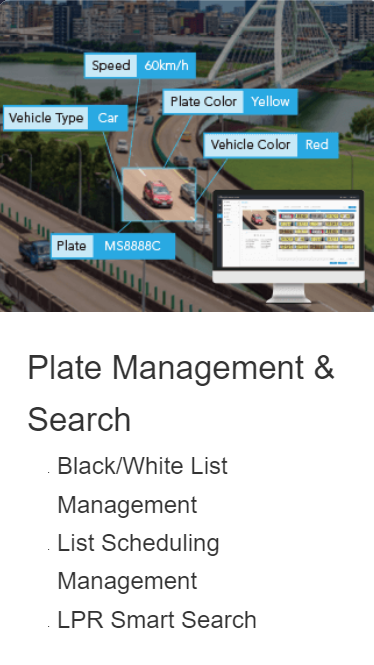 Speed 60km/h
Plate Color Yellow
Vehicle Type Car
Vehicle Color Red
Plate MS8888C
Plate Management &
Search
. Black/White List
Management
. List Scheduling
Management
. LPR Smart Search